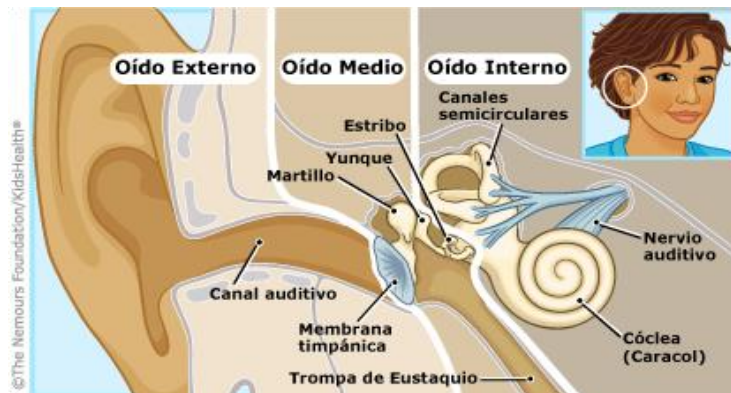 Oído Externo
Oído Medio
Oído Interno
Canales
semicirculares
Estribo
Yunque
Martillo
Nervio
auditivo
Canal auditivo
Membrana
timpánica
Cóclea
(Caracol)
Trompa de Eustaquio
©The Nemours Foundation/KidsHealth®